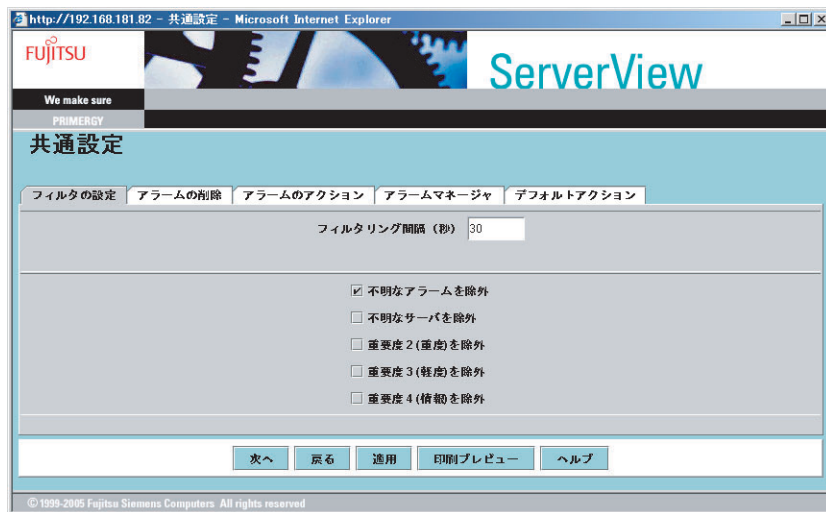 http://192.168.181.82 - 共通設定 - Microsoft Internet Explorer
FUJITSU
ServerView
We make sure
PRIMERGY
共通設定
フィルタの設定 アラームの削除 アラームのアクション アラームマネージャ デフォルトアクション
フィルタリング間隔 (秒) 30
不明なアラームを除外
不明なサーバを除外
重要度2(重度)を除外
重要度3(軽度)を除外
重要度4(情報)を除外
次へ 戻る 適用 印刷プレビュー ヘルプ
©1999-2005 Fujitsu Siemens Computers All rights reserved